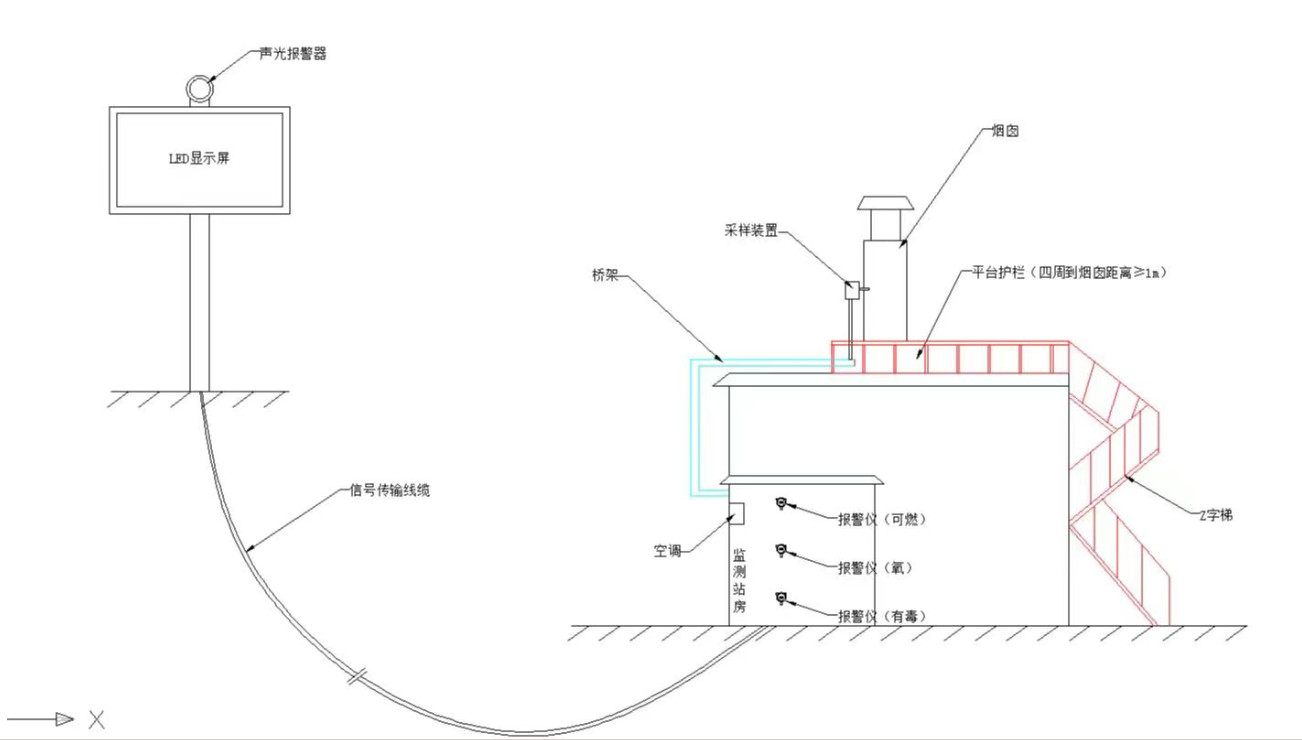 声光报警器
LED显示屏
烟囱
采样装置
桥架
平台护栏（四周到烟囱距离≥1m）
信号传输线缆
Z字梯
报警仪（可燃）
空调
监测站房
报警仪（氧）
报警仪（有毒）
X